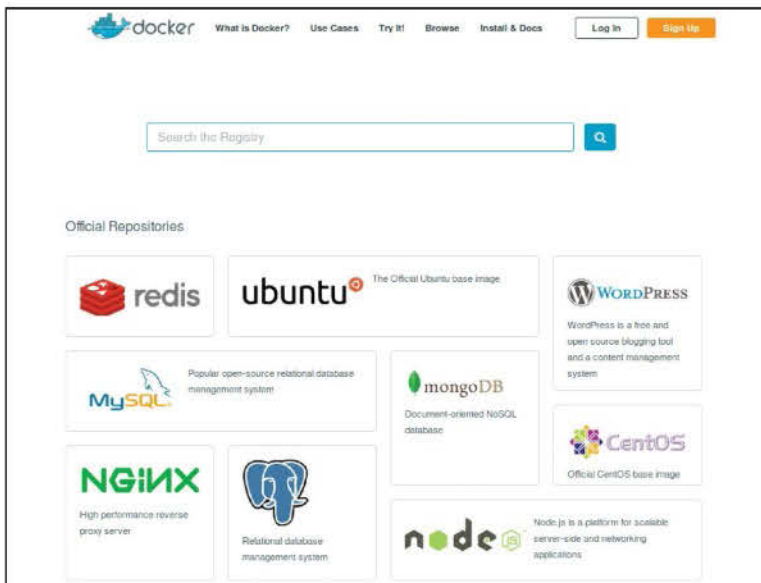 docker What is Docker? Use Cases Try It! Browse Install & Docs Log In Sign Up
Search the Registry
Official Repositories
redis
ubuntu
The Official Ubuntu base image
WORDPRESS
WordPress is a free and
open source blogging tool
and a content management
system
MySQL
Popular open-source relational database
management system
mongoDB
Document-oriented NoSQL
database
CentOS
Official CentOS base image
NGINX
High performance reverse
proxy server
Relational database
management system
node JS
Node.js is a platform for scalable
server-side and networking
applications